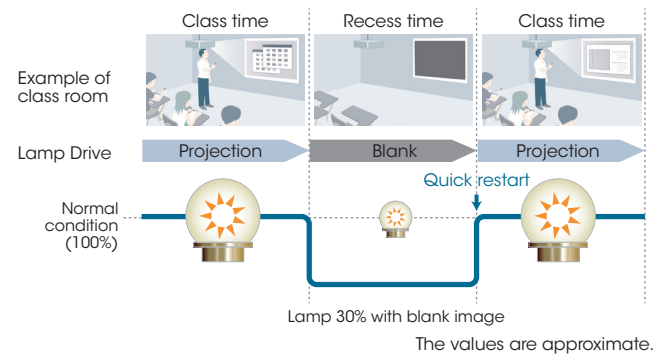 Class time
Recess time
Class time
Example of
class room
Lamp Drive
Projection
Blank
Projection
Quick restart
Normal
condition
(100%)
Lamp 30% with blank image
The values are approximate.